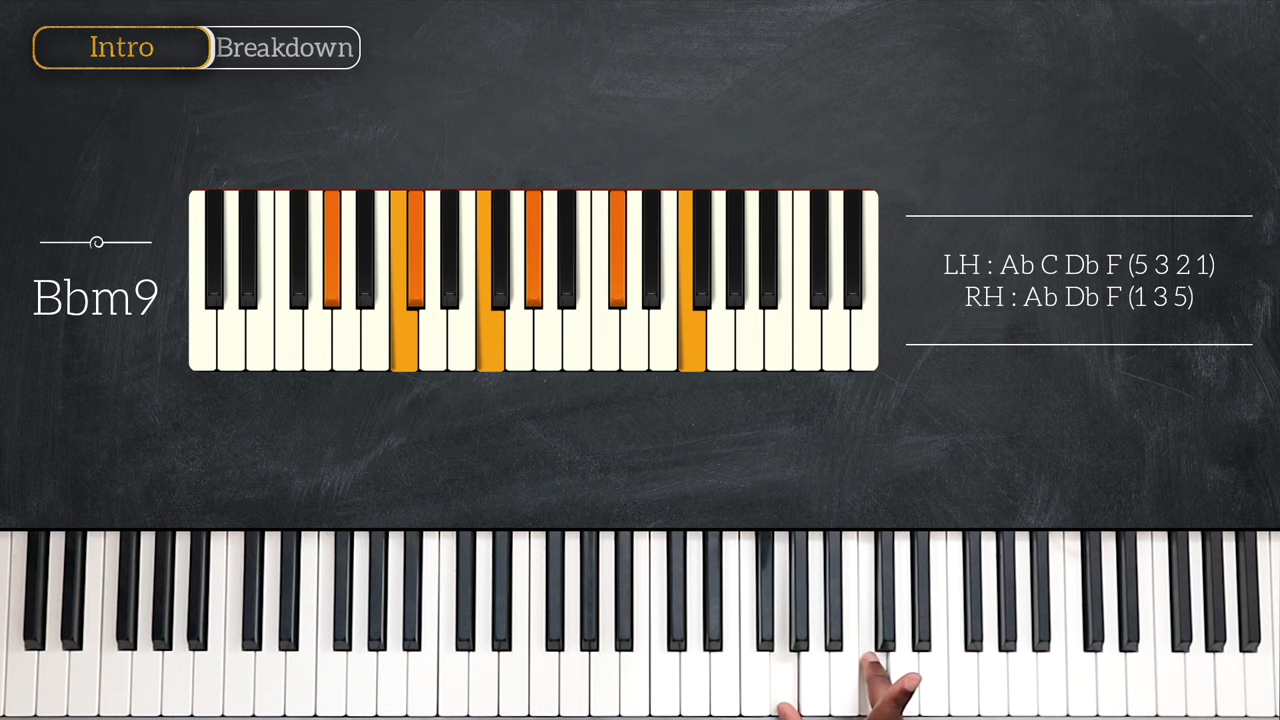 Intro
Breakdown
Bbm9
LH : Ab C Db F (5 3 2 1)
RH : Ab Db F (1 3 5)